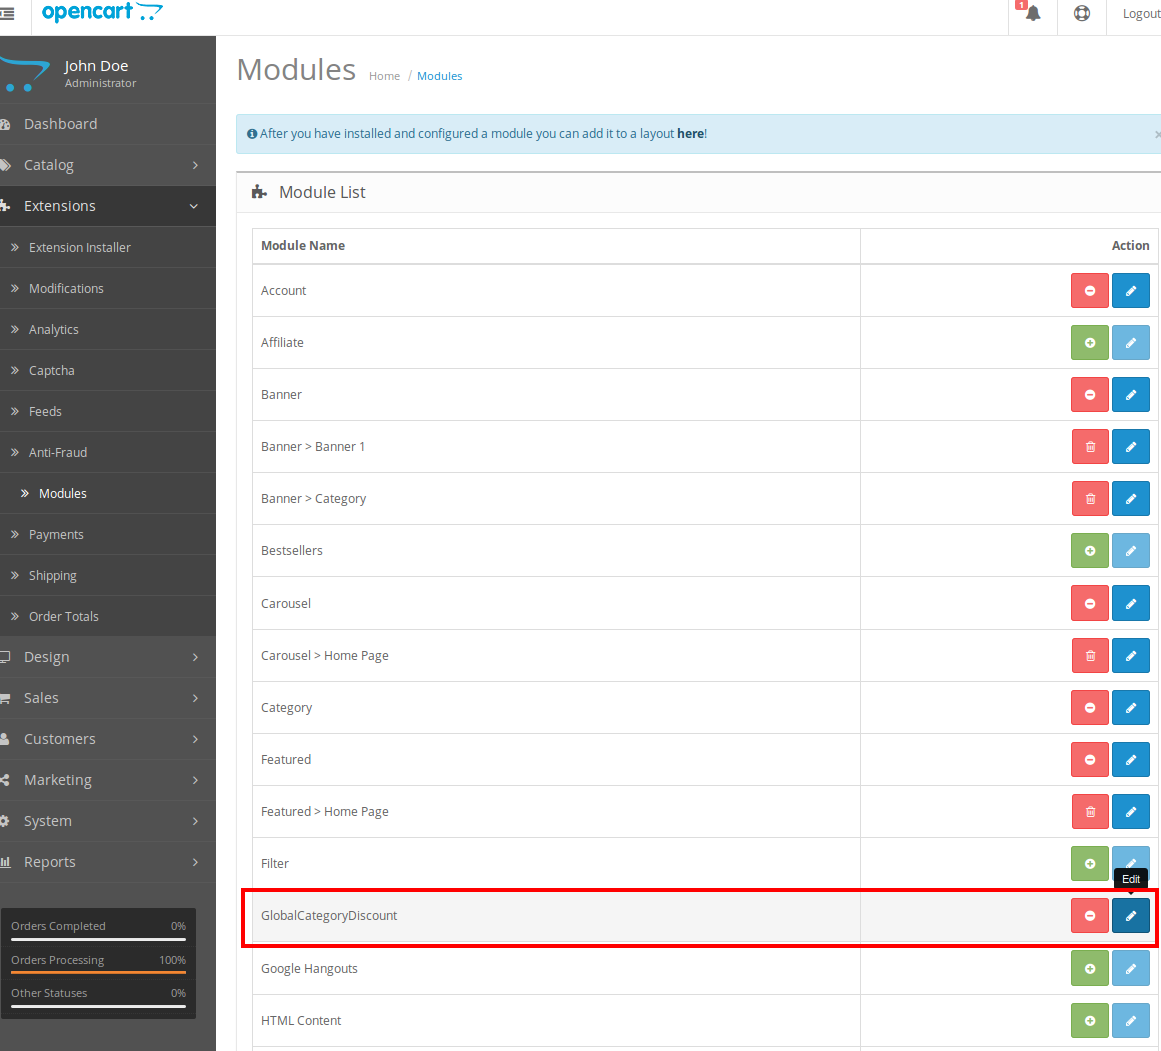 opencart
1
Logout
John Doe
Administrator
Dashboard
Catalog
Extensions
Extension Installer
Modifications
Analytics
Captcha
Feeds
Anti-Fraud
Modules
Payments
Shipping
Order Totals
Design
Sales
Customers
Marketing
System
Reports
Orders Completed 0%
Orders Processing 100%
Other Statuses 0%
Modules Home / Modules
After you have installed and configured a module you can add it to a layout here!
Module List
Module Name Action
Account
Affiliate
Banner
Banner > Banner 1
Banner > Category
Bestsellers
Carousel
Carousel > Home Page
Category
Featured
Featured > Home Page
Filter
Edit
GlobalCategoryDiscount
Google Hangouts
HTML Content